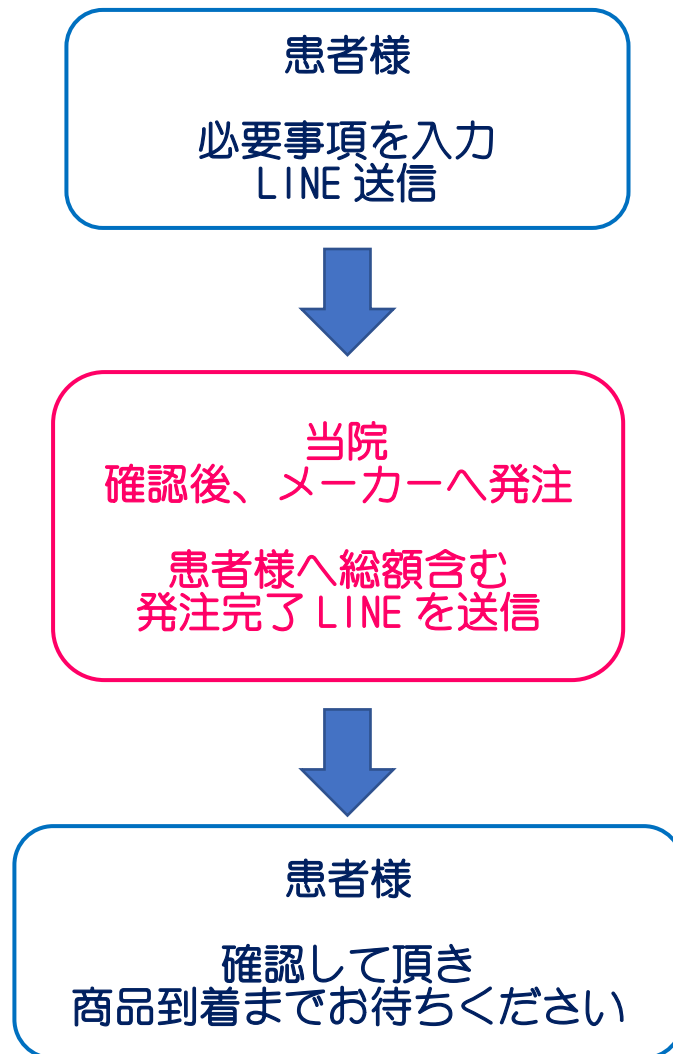 患者様
必要事項を入力
LINE 送信
当院
確認後、メーカーへ発注
患者様へ総額含む
発注完了 LINE を送信
患者様
確認して頂き
商品到着までお待ちください